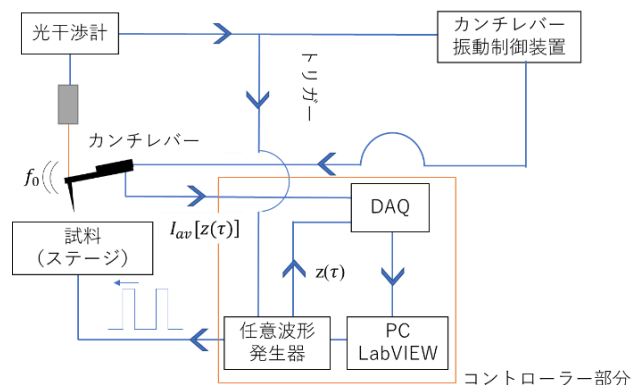 光干渉計
カンチレバー
振動制御装置
トリガー
カンチレバー
f₀
DAQ
I_{av}[z(τ)]
試料
(ステージ)
z(τ)
任意波形
発生器
PC
LabVIEW
コントローラー部分